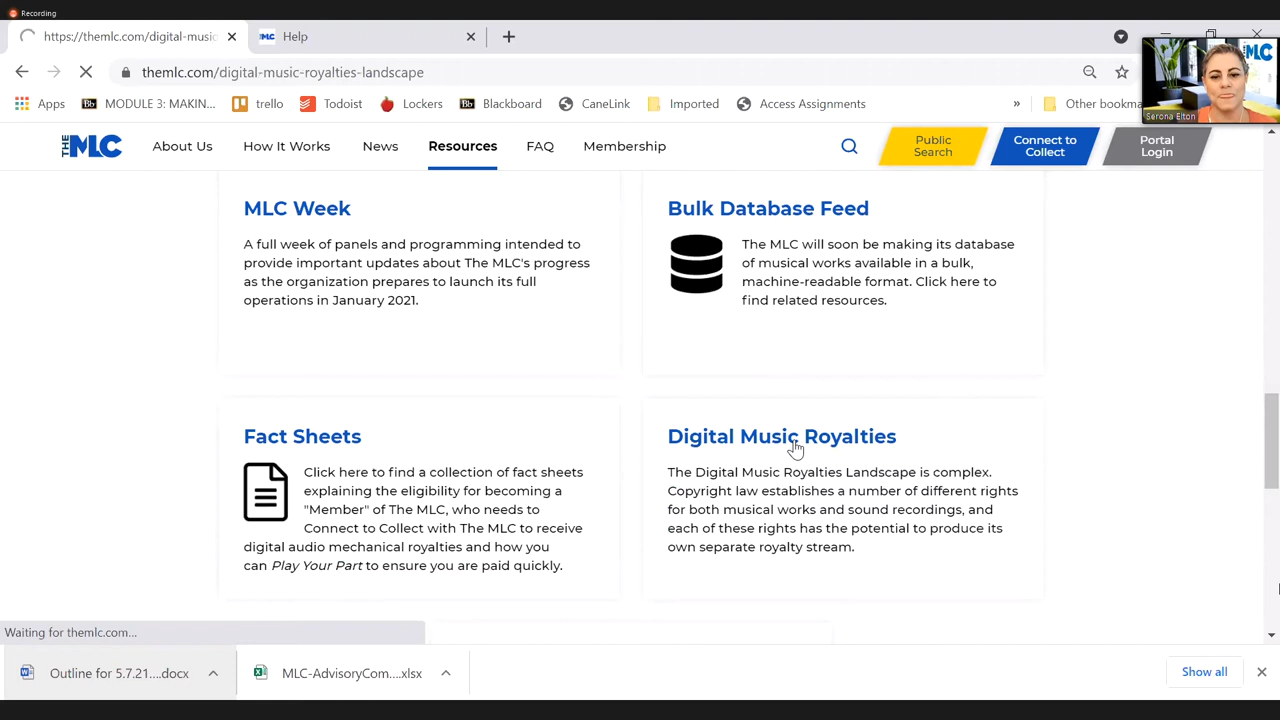 Recording
https://themlc.com/digital-music
MLC Help
themlc.com/digital-music-royalties-landscape
Apps Bb MODULE 3: MAKIN... trello Todoist Lockers Bb Blackboard CaneLink Imported Access Assignments » Other bookma
MLC
Serona Elton
THE MLC About Us How It Works News Resources FAQ Membership
Public Search
Connect to Collect
Portal Login
MLC Week
A full week of panels and programming intended to
provide important updates about The MLC's progress
as the organization prepares to launch its full
operations in January 2021.
Bulk Database Feed
The MLC will soon be making its database
of musical works available in a bulk,
machine-readable format. Click here to
find related resources.
Fact Sheets
Click here to find a collection of fact sheets
explaining the eligibility for becoming a
"Member" of The MLC, who needs to
Connect to Collect with The MLC to receive
digital audio mechanical royalties and how you
can Play Your Part to ensure you are paid quickly.
Digital Music Royalties
The Digital Music Royalties Landscape is complex.
Copyright law establishes a number of different rights
for both musical works and sound recordings, and
each of these rights has the potential to produce its
own separate royalty stream.
Waiting for themlc.com...
Outline for 5.7.21....docx MLC-AdvisoryCom....xlsx Show all